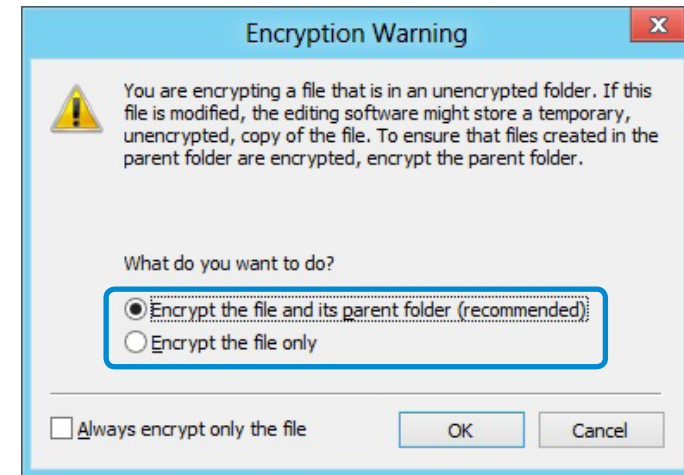 Encryption Warning
You are encrypting a file that is in an unencrypted folder. If this
file is modified, the editing software might store a temporary,
unencrypted, copy of the file. To ensure that files created in the
parent folder are encrypted, encrypt the parent folder.
What do you want to do?
Encrypt the file and its parent folder (recommended)
Encrypt the file only
Always encrypt only the file
OK
Cancel